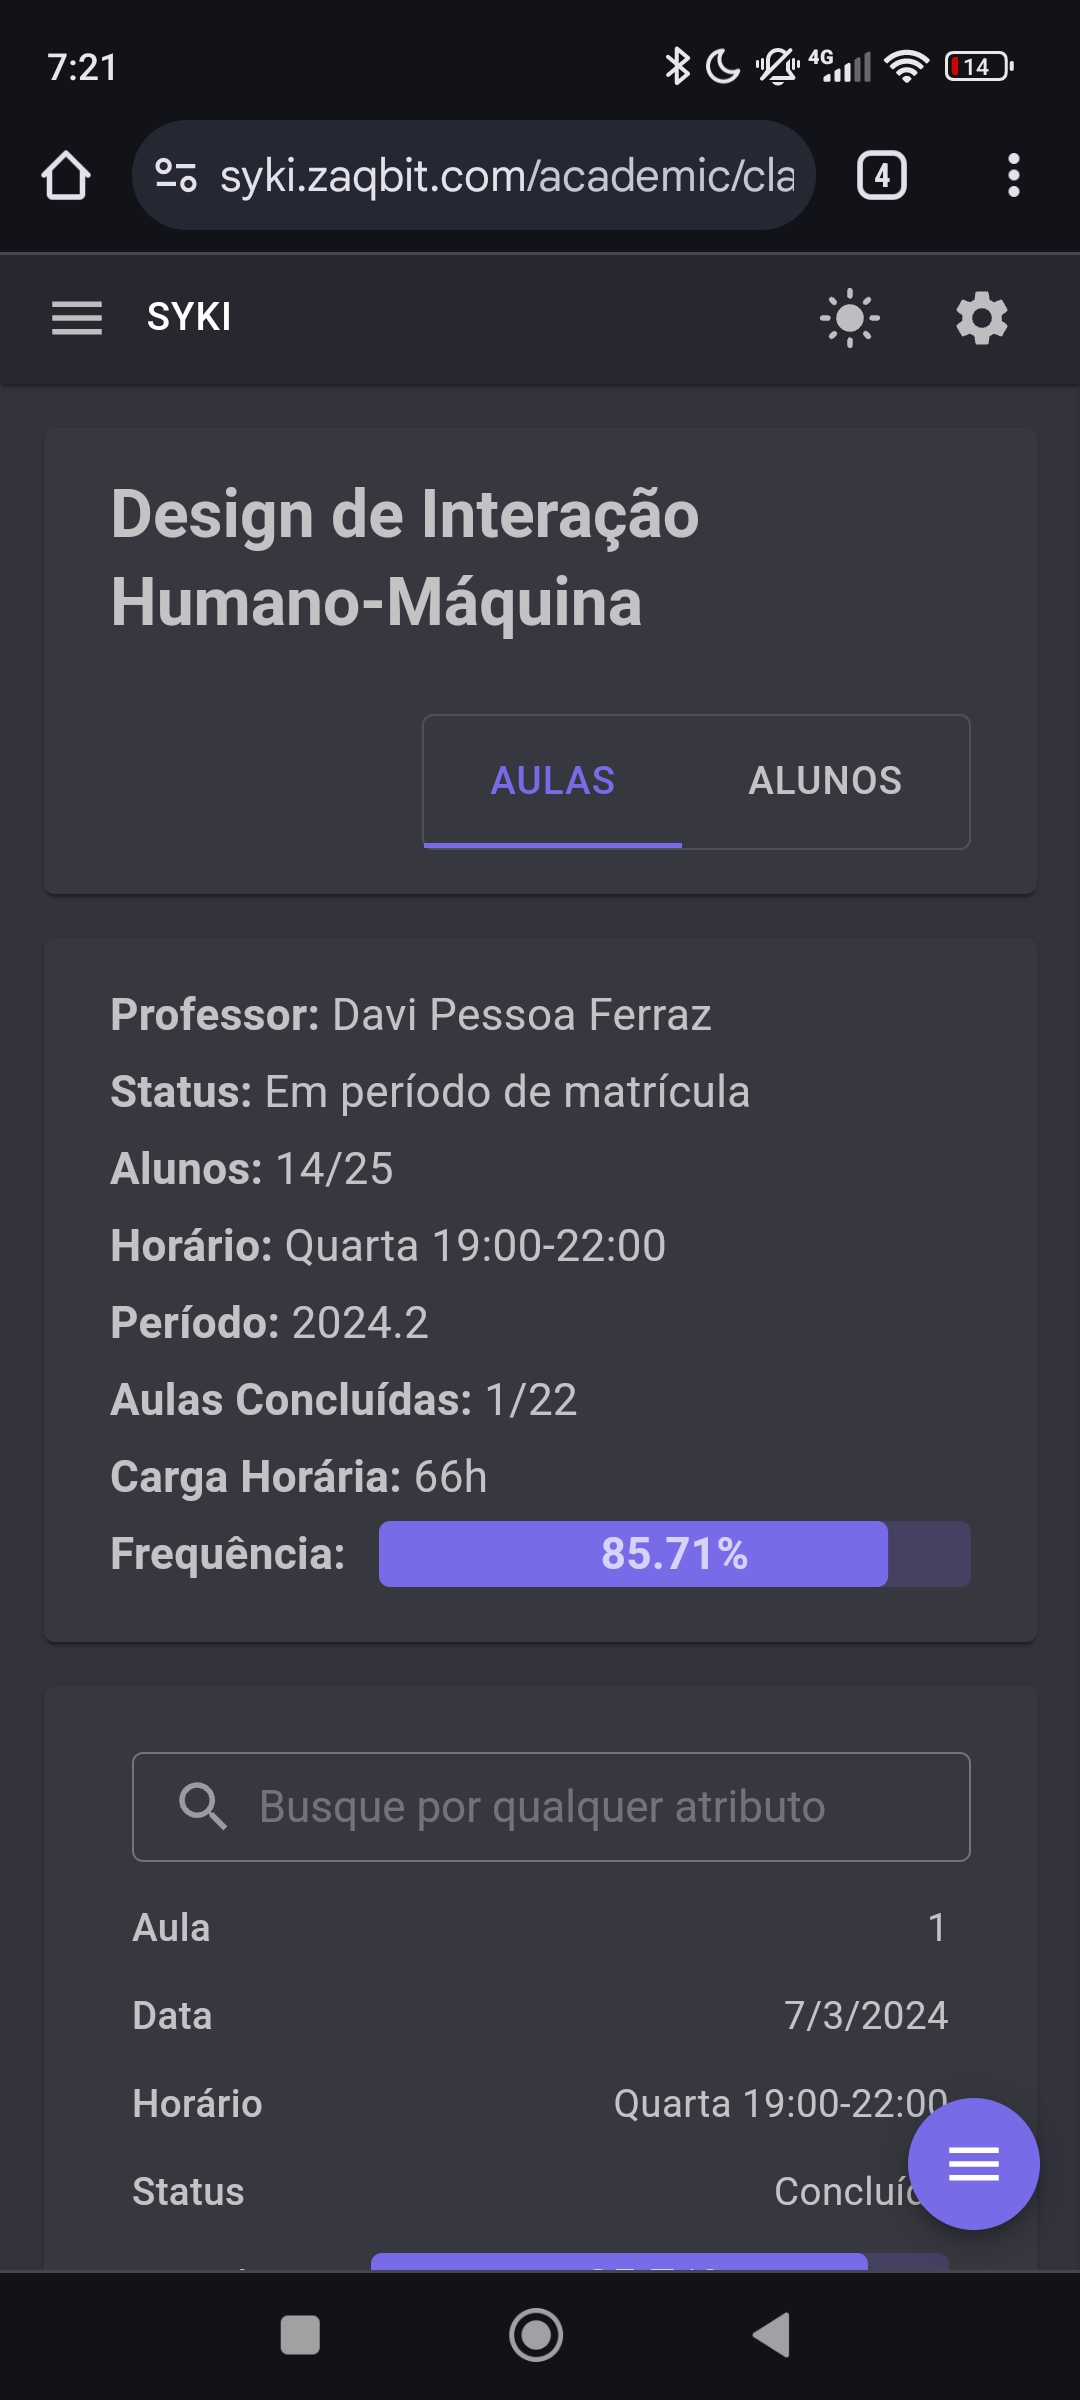 7:21
4G
14
syki.zaqbit.com/academic/cla
4
SYKI
Design de Interação
Humano-Máquina
AULAS ALUNOS
Professor: Davi Pessoa Ferraz
Status: Em período de matrícula
Alunos: 14/25
Horário: Quarta 19:00-22:00
Período: 2024.2
Aulas Concluídas: 1/22
Carga Horária: 66h
Frequência: 85.71%
Busque por qualquer atributo
Aula 1
Data 7/3/2024
Horário Quarta 19:00-22:00
Status Concluíd